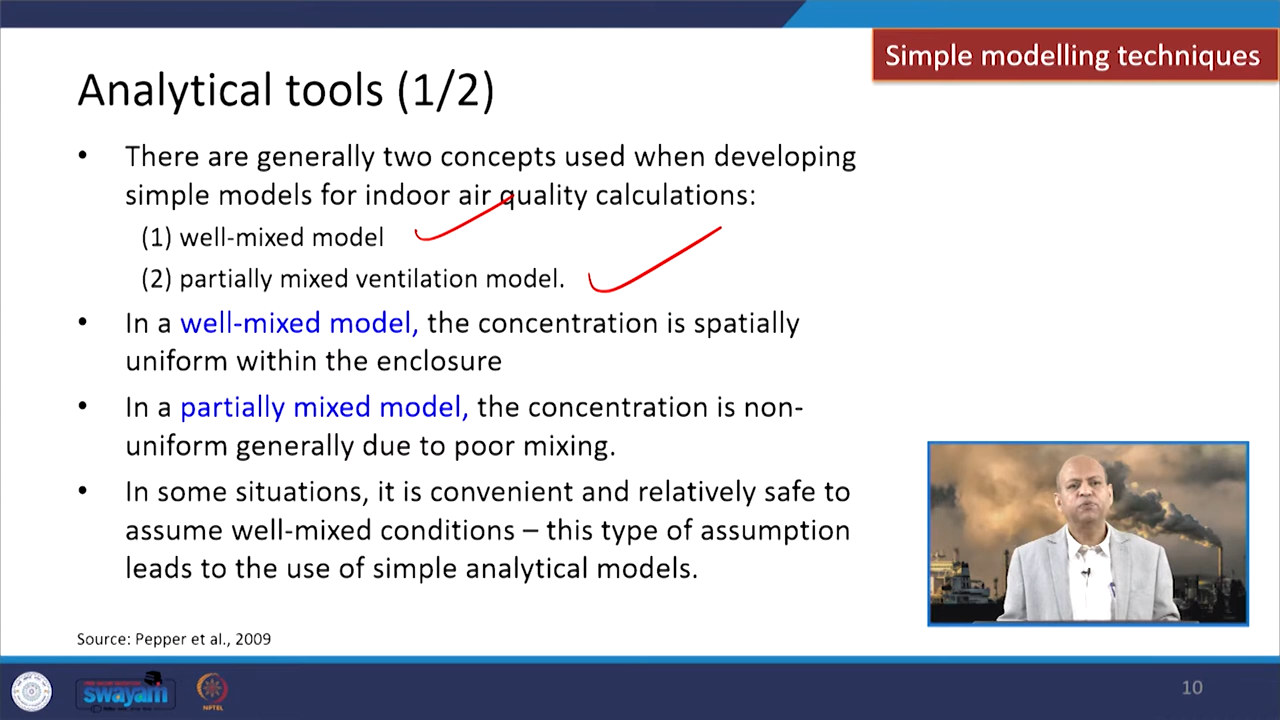 Simple modelling techniques
Analytical tools (1/2)
• There are generally two concepts used when developing
simple models for indoor air quality calculations:
(1) well-mixed model
(2) partially mixed ventilation model.
• In a well-mixed model, the concentration is spatially
uniform within the enclosure
• In a partially mixed model, the concentration is non-
uniform generally due to poor mixing.
• In some situations, it is convenient and relatively safe to
assume well-mixed conditions – this type of assumption
leads to the use of simple analytical models.
Source: Pepper et al., 2009
swayam
NPTEL
10